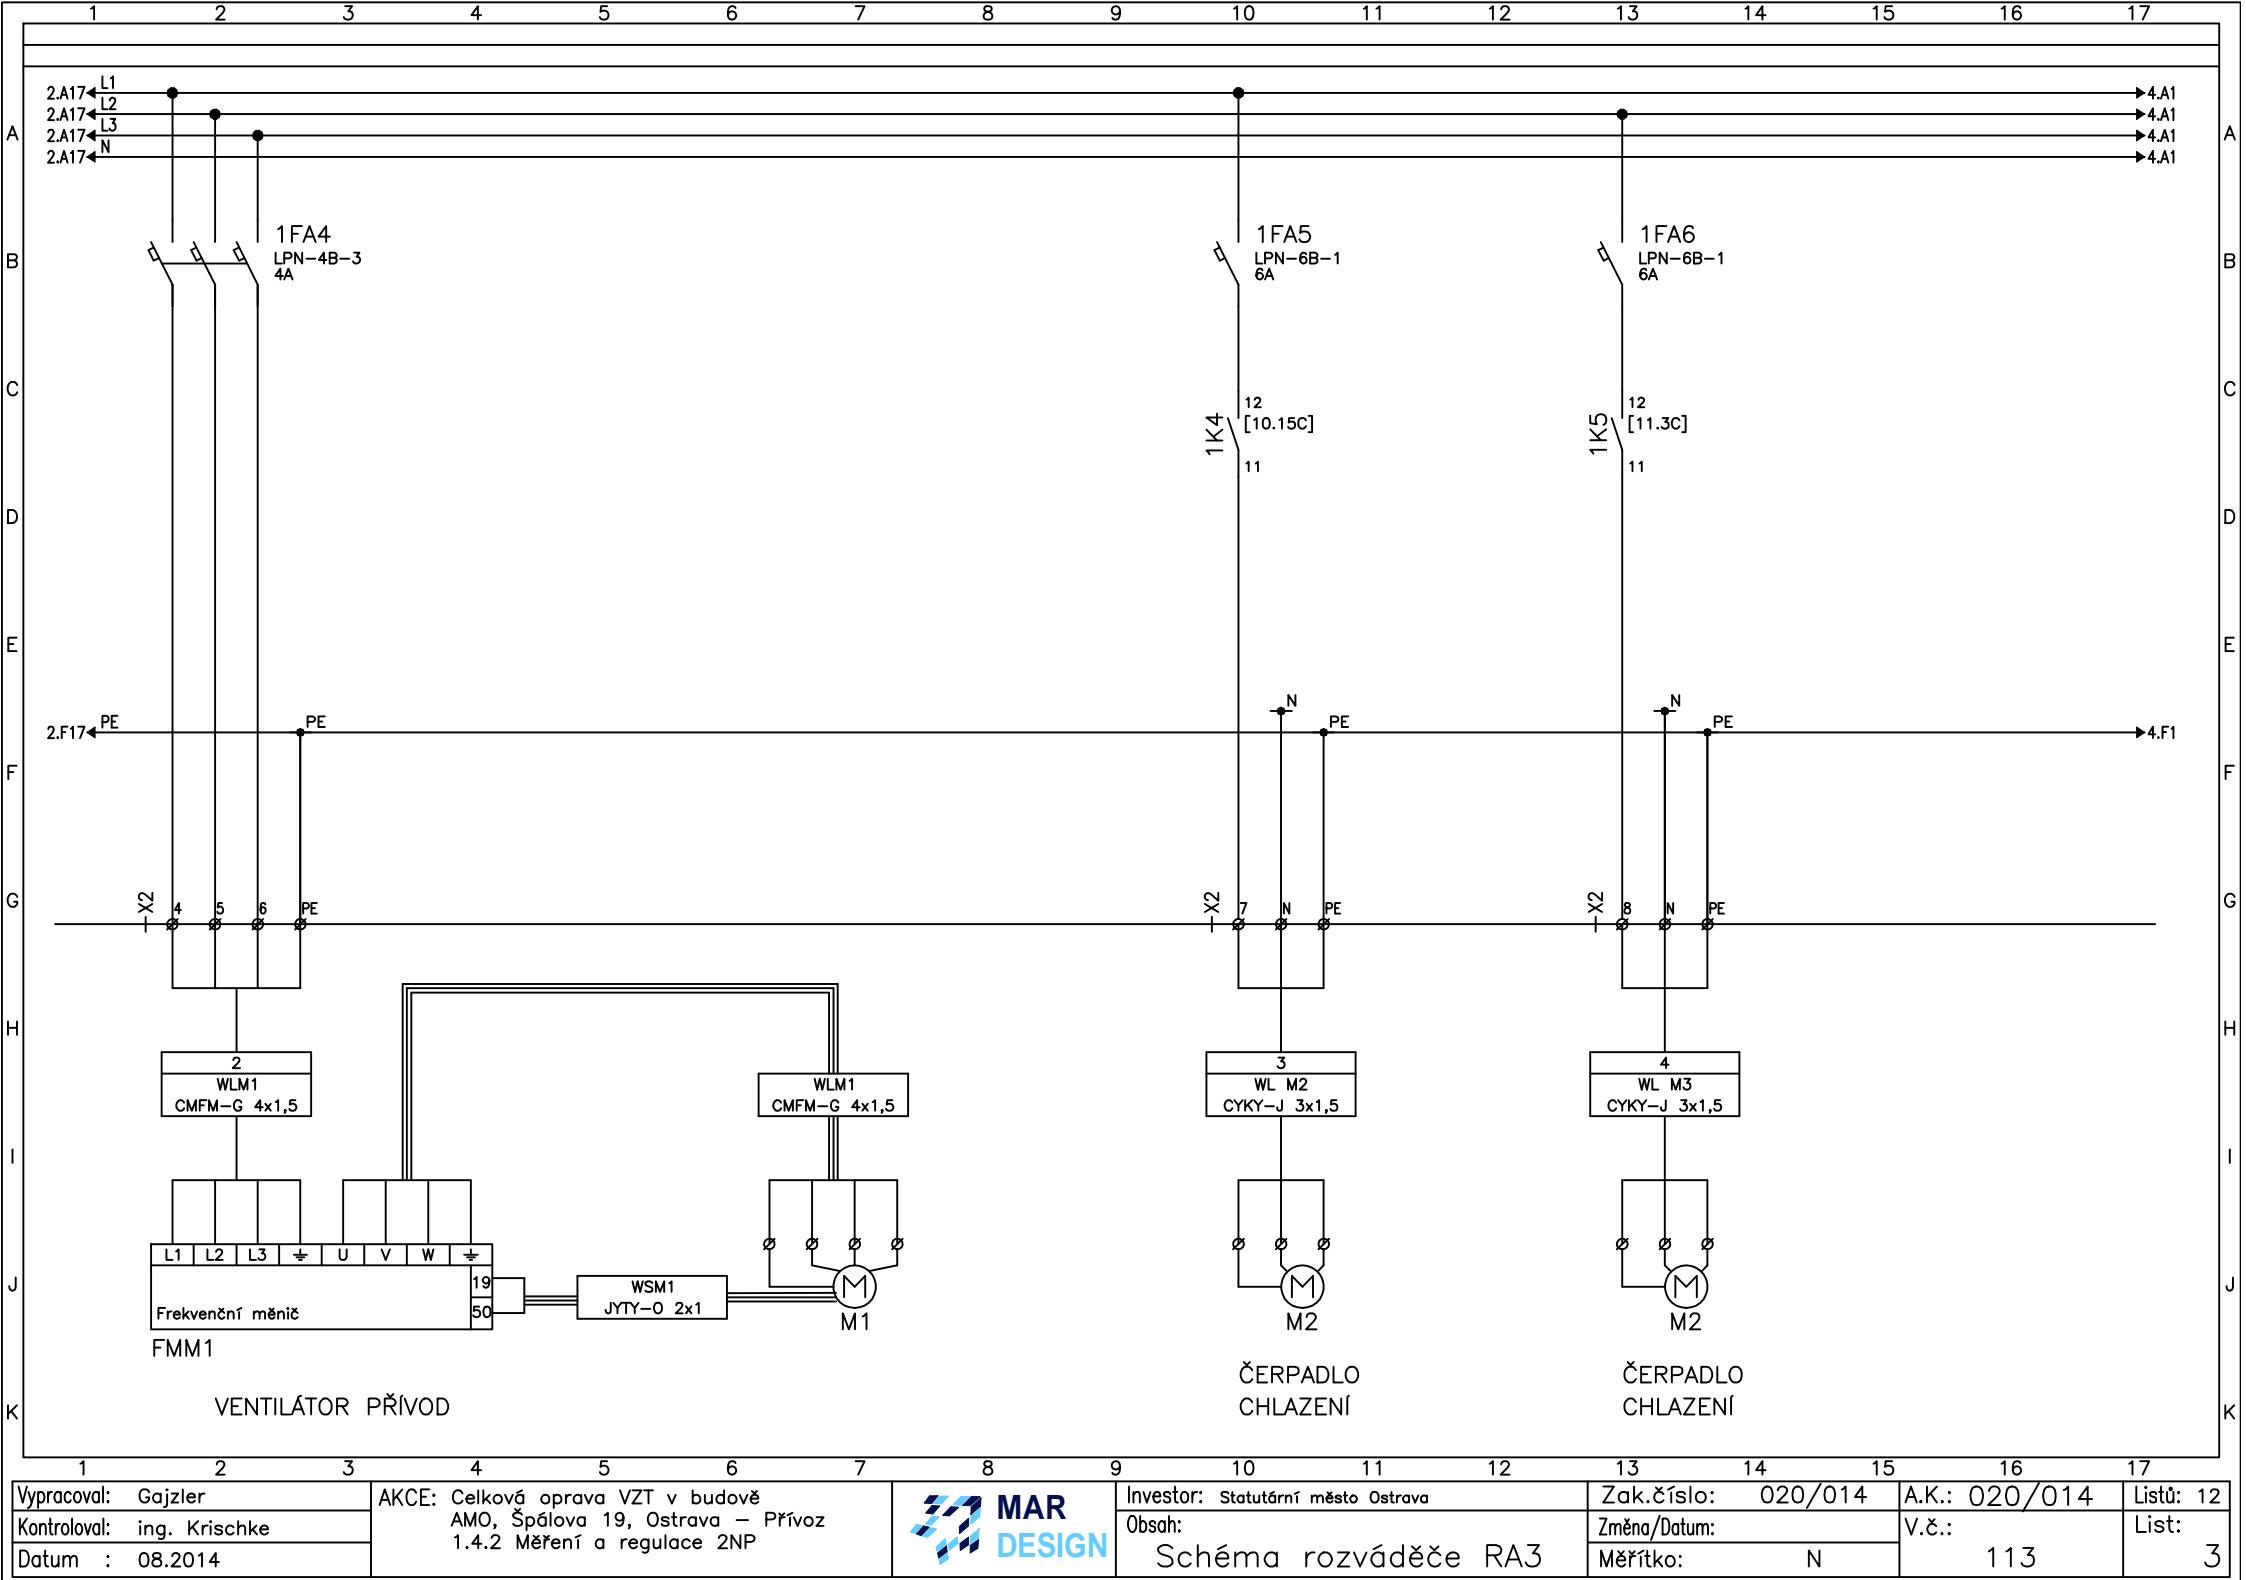 1 2 3 4 5 6 7 8 9 10 11 12 13 14 15 16 17
2.A17 L1 4.A1
2.A17 L2 4.A1
A 2.A17 L3 4.A1 A
2.A17 N 4.A1
1FA4 1FA5 1FA6
B LPN-4B-3 LPN-6B-1 LPN-6B-1 B
4A 6A 6A
C C
12 12
1K4 [10.15C] 1K5 [11.3C]
11 11
D D
E E
N N
2.F17 PE PE PE PE 4.F1
F F
G X2 4 5 6 PE X2 7 N PE X2 8 N PE G
H H
2 3 4
WLM1 WLM1 WL M2 WL M3
CMFM-G 4x1,5 CMFM-G 4x1,5 CYKY-J 3x1,5 CYKY-J 3x1,5
I I
L1 L2 L3 U V W
J 19 WSM1 M M M J
Frekvenční měnič 50 JYTY-O 2x1
M1 M2 M2
FMM1
ČERPADLO ČERPADLO
VENTILÁTOR PŘÍVOD CHLAZENÍ CHLAZENÍ
K K
1 2 3 4 5 6 7 8 9 10 11 12 13 14 15 16 17
Vypracoval: Gajzler
Kontroloval: ing. Krischke
Datum : 08.2014
AKCE: Celková oprava VZT v budově
AMO, Špálova 19, Ostrava – Přívoz
1.4.2 Měření a regulace 2NP
MAR
DESIGN
Investor: Statutární město Ostrava
Obsah:
Schéma rozváděče RA3
Zak.číslo: 020/014
Změna/Datum:
Měřítko: N
A.K.: 020/014
V.č.:
113
Listů: 12
List:
3